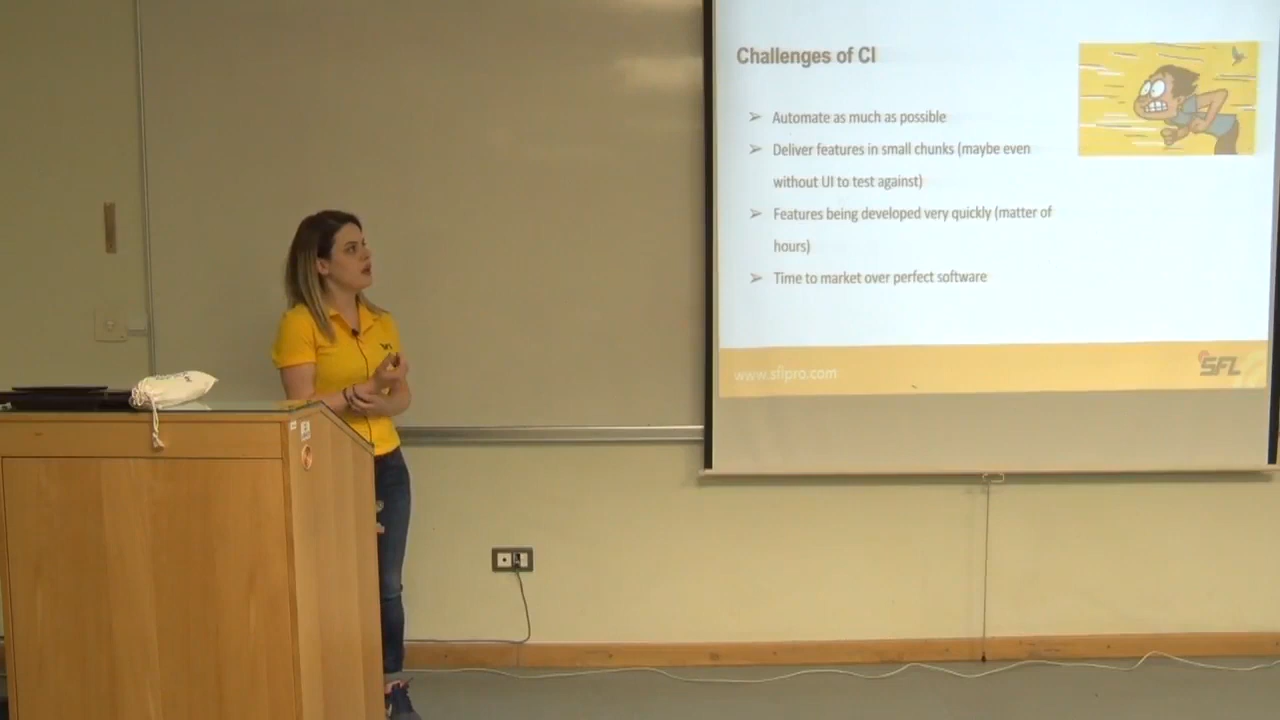 Challenges of CI
➢ Automate as much as possible
➢ Deliver features in small chunks (maybe even
without UI to test against)
➢ Features being developed very quickly (matter of
hours)
➢ Time to market over perfect software
www.sflpro.com
SFL